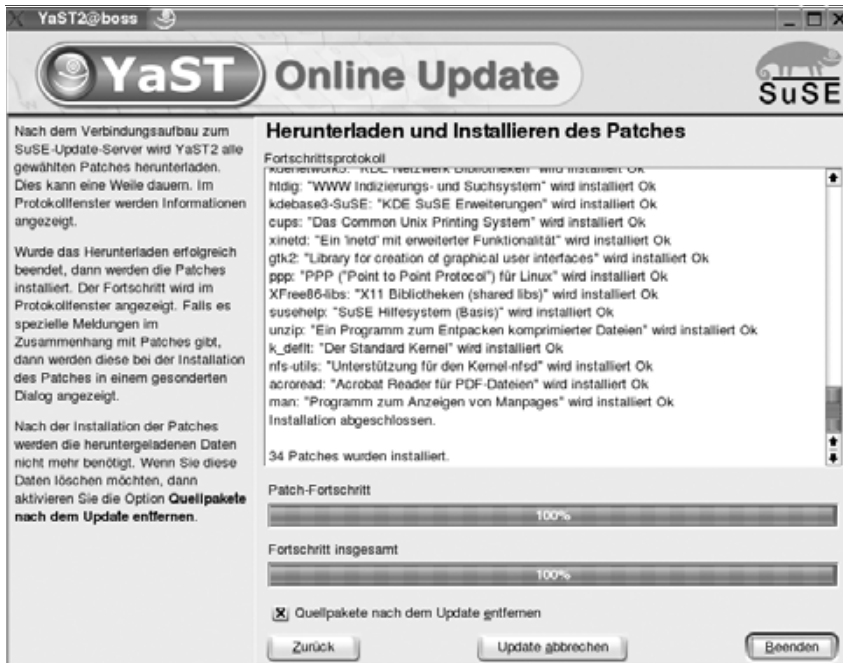 YaST2@boss
YaST Online Update
SuSE
Nach dem Verbindungsaufbau zum
SuSE-Update-Server wird YaST2 alle
gewählten Patches herunterladen.
Dies kann eine Weile dauern. Im
Protokollfenster werden Informationen
angezeigt.
Wurde das Herunterladen erfolgreich
beendet, dann werden die Patches
installiert. Der Fortschritt wird im
Protokollfenster angezeigt. Falls es
spezielle Meldungen im
Zusammenhang mit Patches gibt,
dann werden diese bei der Installation
des Patches in einem gesonderten
Dialog angezeigt.
Nach der Installation der Patches
werden die heruntergeladenen Daten
nicht mehr benötigt. Wenn Sie diese
Daten löschen möchten, dann
aktivieren Sie die Option Quellpakete
nach dem Update entfernen.
Herunterladen und Installieren des Patches
Fortschrittsprotokoll
kdenetwork3: "KDE Netzwerk Bibliotheken" wird installiert Ok
htdig: "WWW Indizierungs- und Suchsystem" wird installiert Ok
kdebase3-SuSE: "KDE SuSE Erweiterungen" wird installiert Ok
cups: "Das Common Unix Printing System" wird installiert Ok
xinetd: "Ein 'inetd' mit erweiterter Funktionalität" wird installiert Ok
gtk2: "Library for creation of graphical user interfaces" wird installiert Ok
ppp: "PPP ("Point to Point Protocol") für Linux" wird installiert Ok
XFree86-libs: "X11 Bibliotheken (shared libs)" wird installiert Ok
susehelp: "SuSE Hilfesystem (Basis)" wird installiert Ok
unzip: "Ein Programm zum Entpacken komprimierter Dateien" wird installiert Ok
k_deflt: "Der Standard Kernel" wird installiert Ok
nfs-utils: "Unterstützung für den Kernel-nfsd" wird installiert Ok
acroread: "Acrobat Reader für PDF-Dateien" wird installiert Ok
man: "Programm zum Anzeigen von Manpages" wird installiert Ok
Installation abgeschlossen.
34 Patches wurden installiert.
Patch-Fortschritt
100%
Fortschritt insgesamt
100%
Quellpakete nach dem Update entfernen
Zurück
Update abbrechen
Beenden